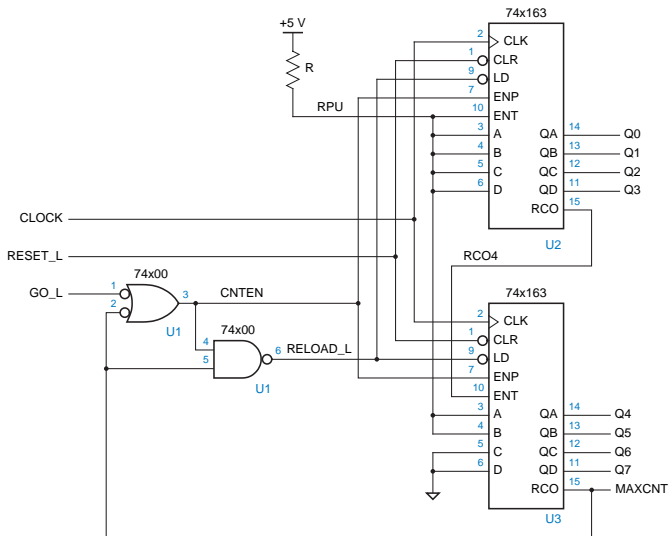 74x163
+5 V
R
RPU
2 CLK
1 CLR
9 LD
7 ENP
10 ENT
3 A QA 14 Q0
4 B QB 13 Q1
5 C QC 12 Q2
6 D QD 11 Q3
RCO 15
U2
CLOCK
RESET_L
RCO4
74x00
GO_L 1
2
3 CNTEN
U1
74x00
4
5
6 RELOAD_L
U1
74x163
2 CLK
1 CLR
9 LD
7 ENP
10 ENT
3 A QA 14 Q4
4 B QB 13 Q5
5 C QC 12 Q6
6 D QD 11 Q7
RCO 15 MAXCNT
U3